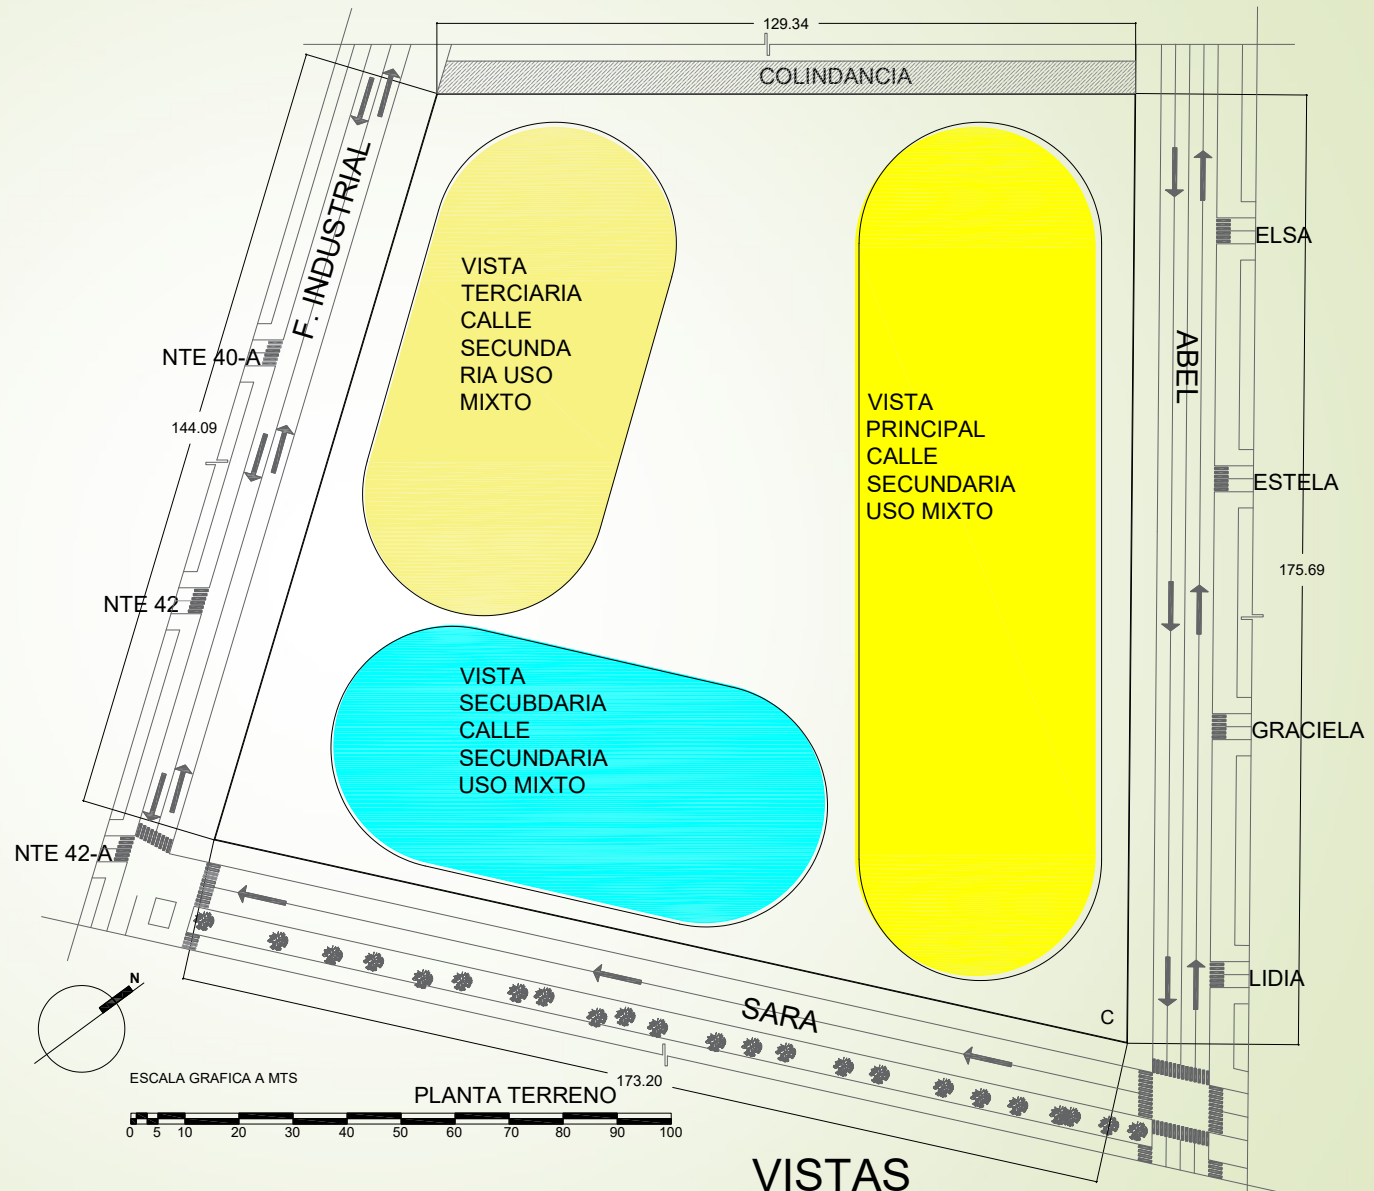 129.34
COLINDANCIA
F. INDUSTRIAL
ELSA
VISTA
TERCIARIA
CALLE
SECUNDA
RIA USO
MIXTO
NTE 40-A
ABEL
144.09
VISTA
PRINCIPAL
CALLE
SECUNDARIA
USO MIXTO
ESTELA
175.69
NTE 42
VISTA
SECUBDARIA
CALLE
SECUNDARIA
USO MIXTO
GRACIELA
NTE 42-A
LIDIA
N
SARA
C
ESCALA GRAFICA A MTS
173.20
PLANTA TERRENO
0 5 10 20 30 40 50 60 70 80 90 100
VISTAS